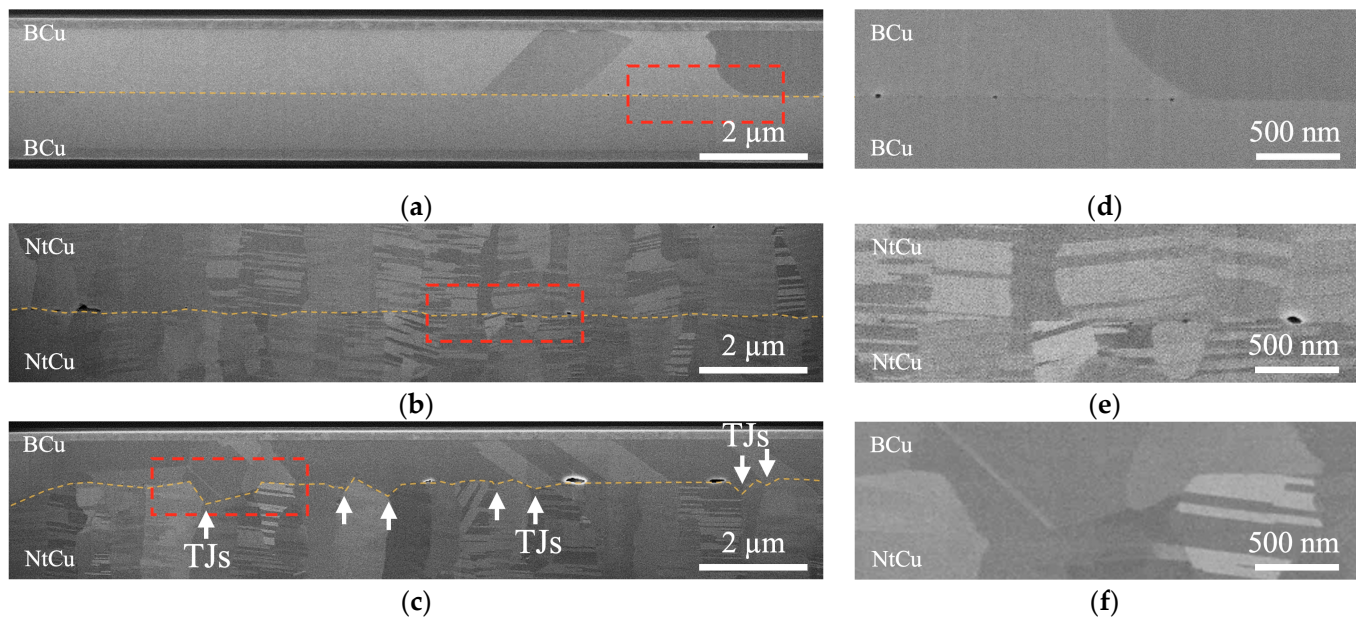 BCu
BCu
2 µm
(a)
BCu
BCu
500 nm
(d)
NtCu
NtCu
2 µm
(b)
NtCu
NtCu
500 nm
(e)
BCu
TJs
TJs
TJs
NtCu
2 µm
(c)
BCu
NtCu
500 nm
(f)